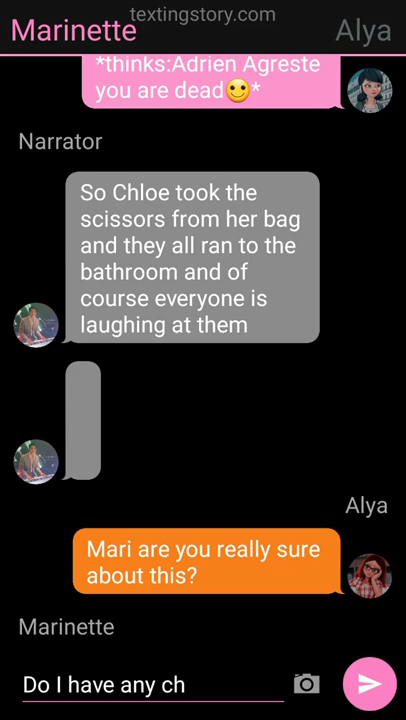 textingstory.com
Marinette
Alya
*thinks:Adrien Agreste
you are dead🙂*
Narrator
So Chloe took the
scissors from her bag
and they all ran to the
bathroom and of
course everyone is
laughing at them
Alya
Mari are you really sure
about this?
Marinette
Do I have any ch